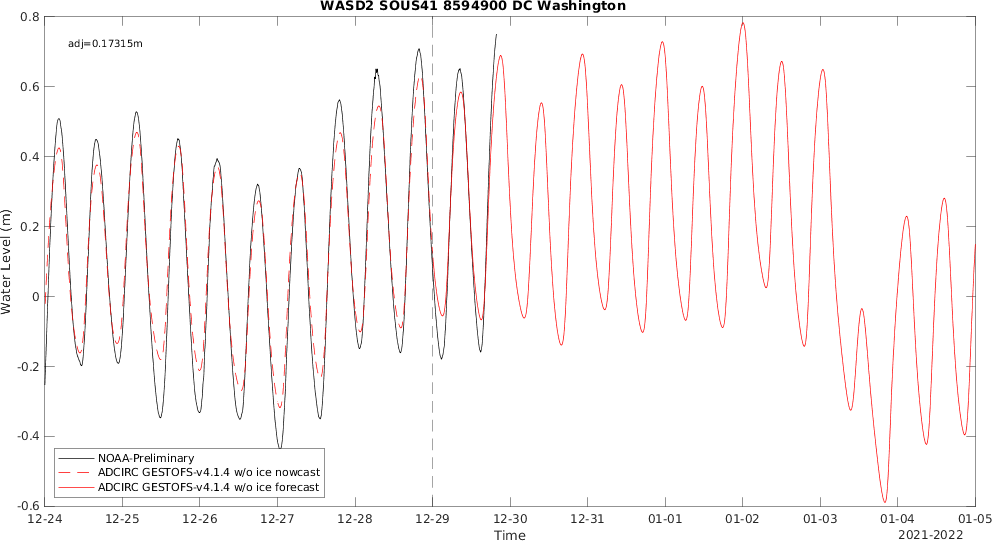 WASD2 SOUS41 8594900 DC Washington
adj=0.17315m
0.8
0.6
0.4
0.2
0
-0.2
-0.4
-0.6
Water Level (m)
NOAA-Preliminary
ADCIRC GESTOFS-v4.1.4 w/o ice nowcast
ADCIRC GESTOFS-v4.1.4 w/o ice forecast
12-24 12-25 12-26 12-27 12-28 12-29 12-30 12-31 01-01 01-02 01-03 01-04 01-05
Time
2021-2022